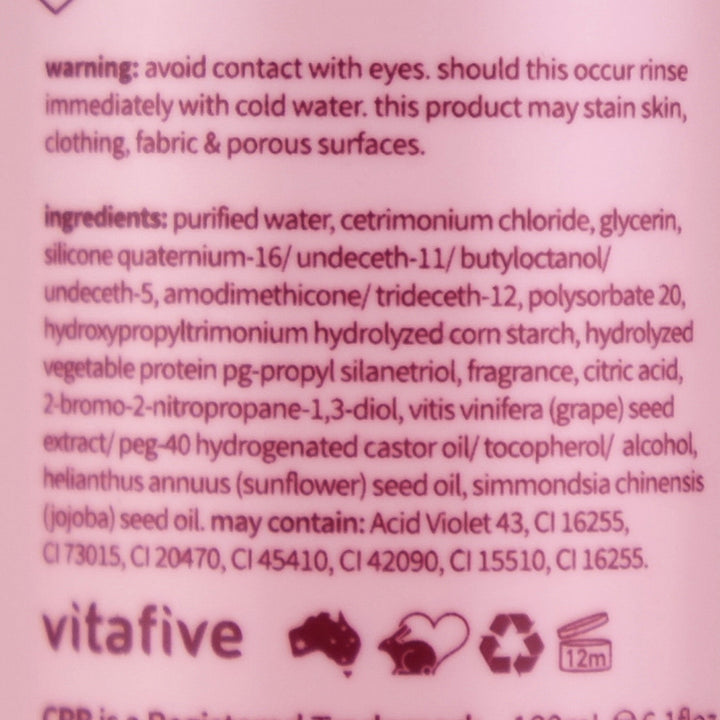 warning: avoid contact with eyes. should this occur rinse
immediately with cold water. this product may stain skin,
clothing, fabric & porous surfaces.
ingredients: purified water, cetrimonium chloride, glycerin,
silicone quaternium-16/ undeceth-11/ butyloctanol/
undeceth-5, amodimethicone/ trideceth-12, polysorbate 20,
hydroxypropyltrimonium hydrolyzed corn starch, hydrolyzed
vegetable protein pg-propyl silanetriol, fragrance, citric acid,
2-bromo-2-nitropropane-1,3-diol, vitis vinifera (grape) seed
extract/ peg-40 hydrogenated castor oil/ tocopherol/ alcohol,
helianthus annuus (sunflower) seed oil, simmondsia chinensis
(jojoba) seed oil. may contain: Acid Violet 43, CI 16255,
CI 73015, CI 20470, CI 45410, CI 42090, CI 15510, CI 16255.
vitafive
12m